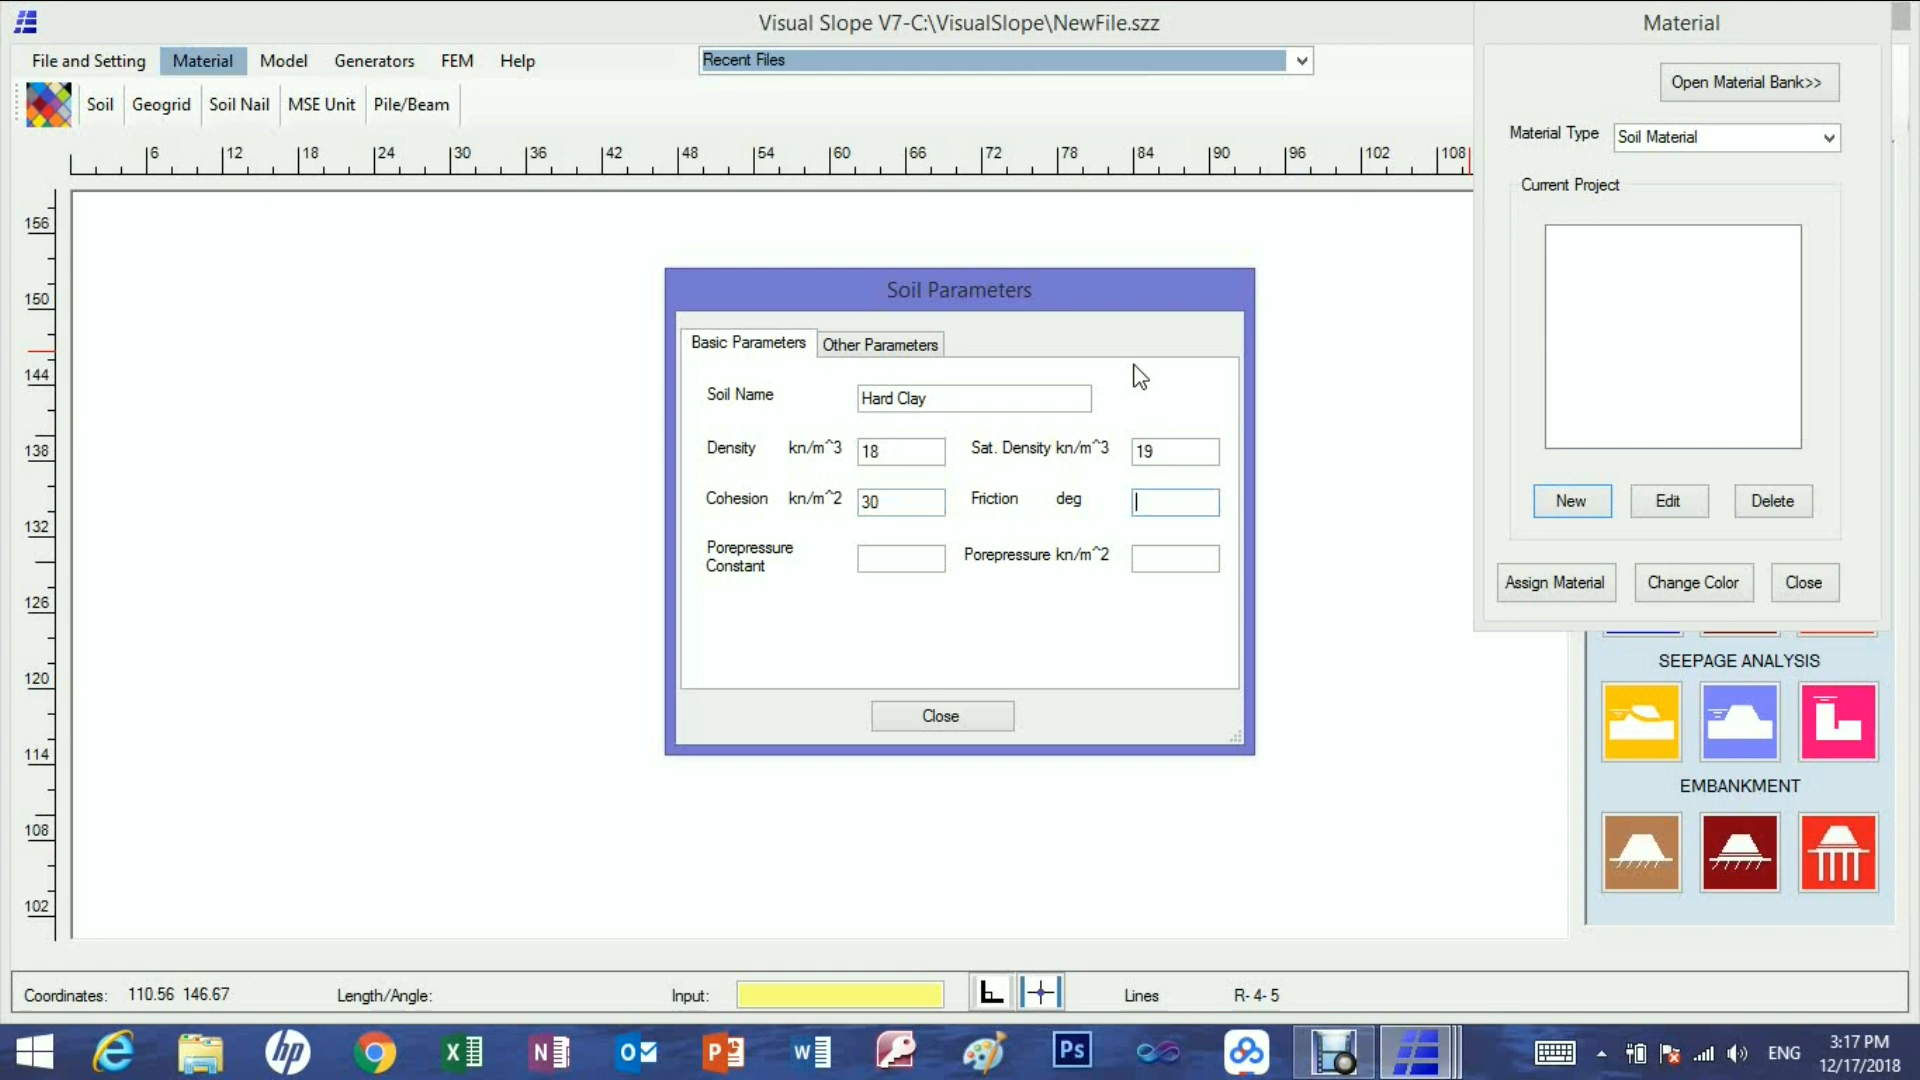 Visual Slope V7-C:\VisualSlope\NewFile.szz
Material
File and Setting Material Model Generators FEM Help
Recent Files
Open Material Bank>>
Soil Geogrid Soil Nail MSE Unit Pile/Beam
Material Type Soil Material
6 12 18 24 30 36 42 48 54 60 66 72 78 84 90 96 102 108
Current Project
156
150
144
138
132
126
120
114
108
102
Soil Parameters
Basic Parameters Other Parameters
Soil Name Hard Clay
Density kn/m^3 18 Sat. Density kn/m^3 19
Cohesion kn/m^2 30 Friction deg
Porepressure
Constant
Porepressure kn/m^2
Close
New Edit Delete
Assign Material Change Color Close
SEEPAGE ANALYSIS
EMBANKMENT
Coordinates: 110.56 146.67 Length/Angle: Input: Lines R- 4- 5
hp X N O P W Ps ENG
3:17 PM
12/17/2018